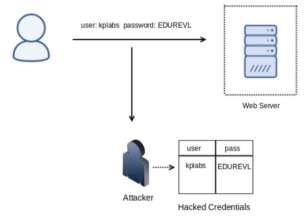 user: kplabs password: EDUREVL
Web Server
user pass
kplabs EDUREVL
Attacker
Hacked Credentials